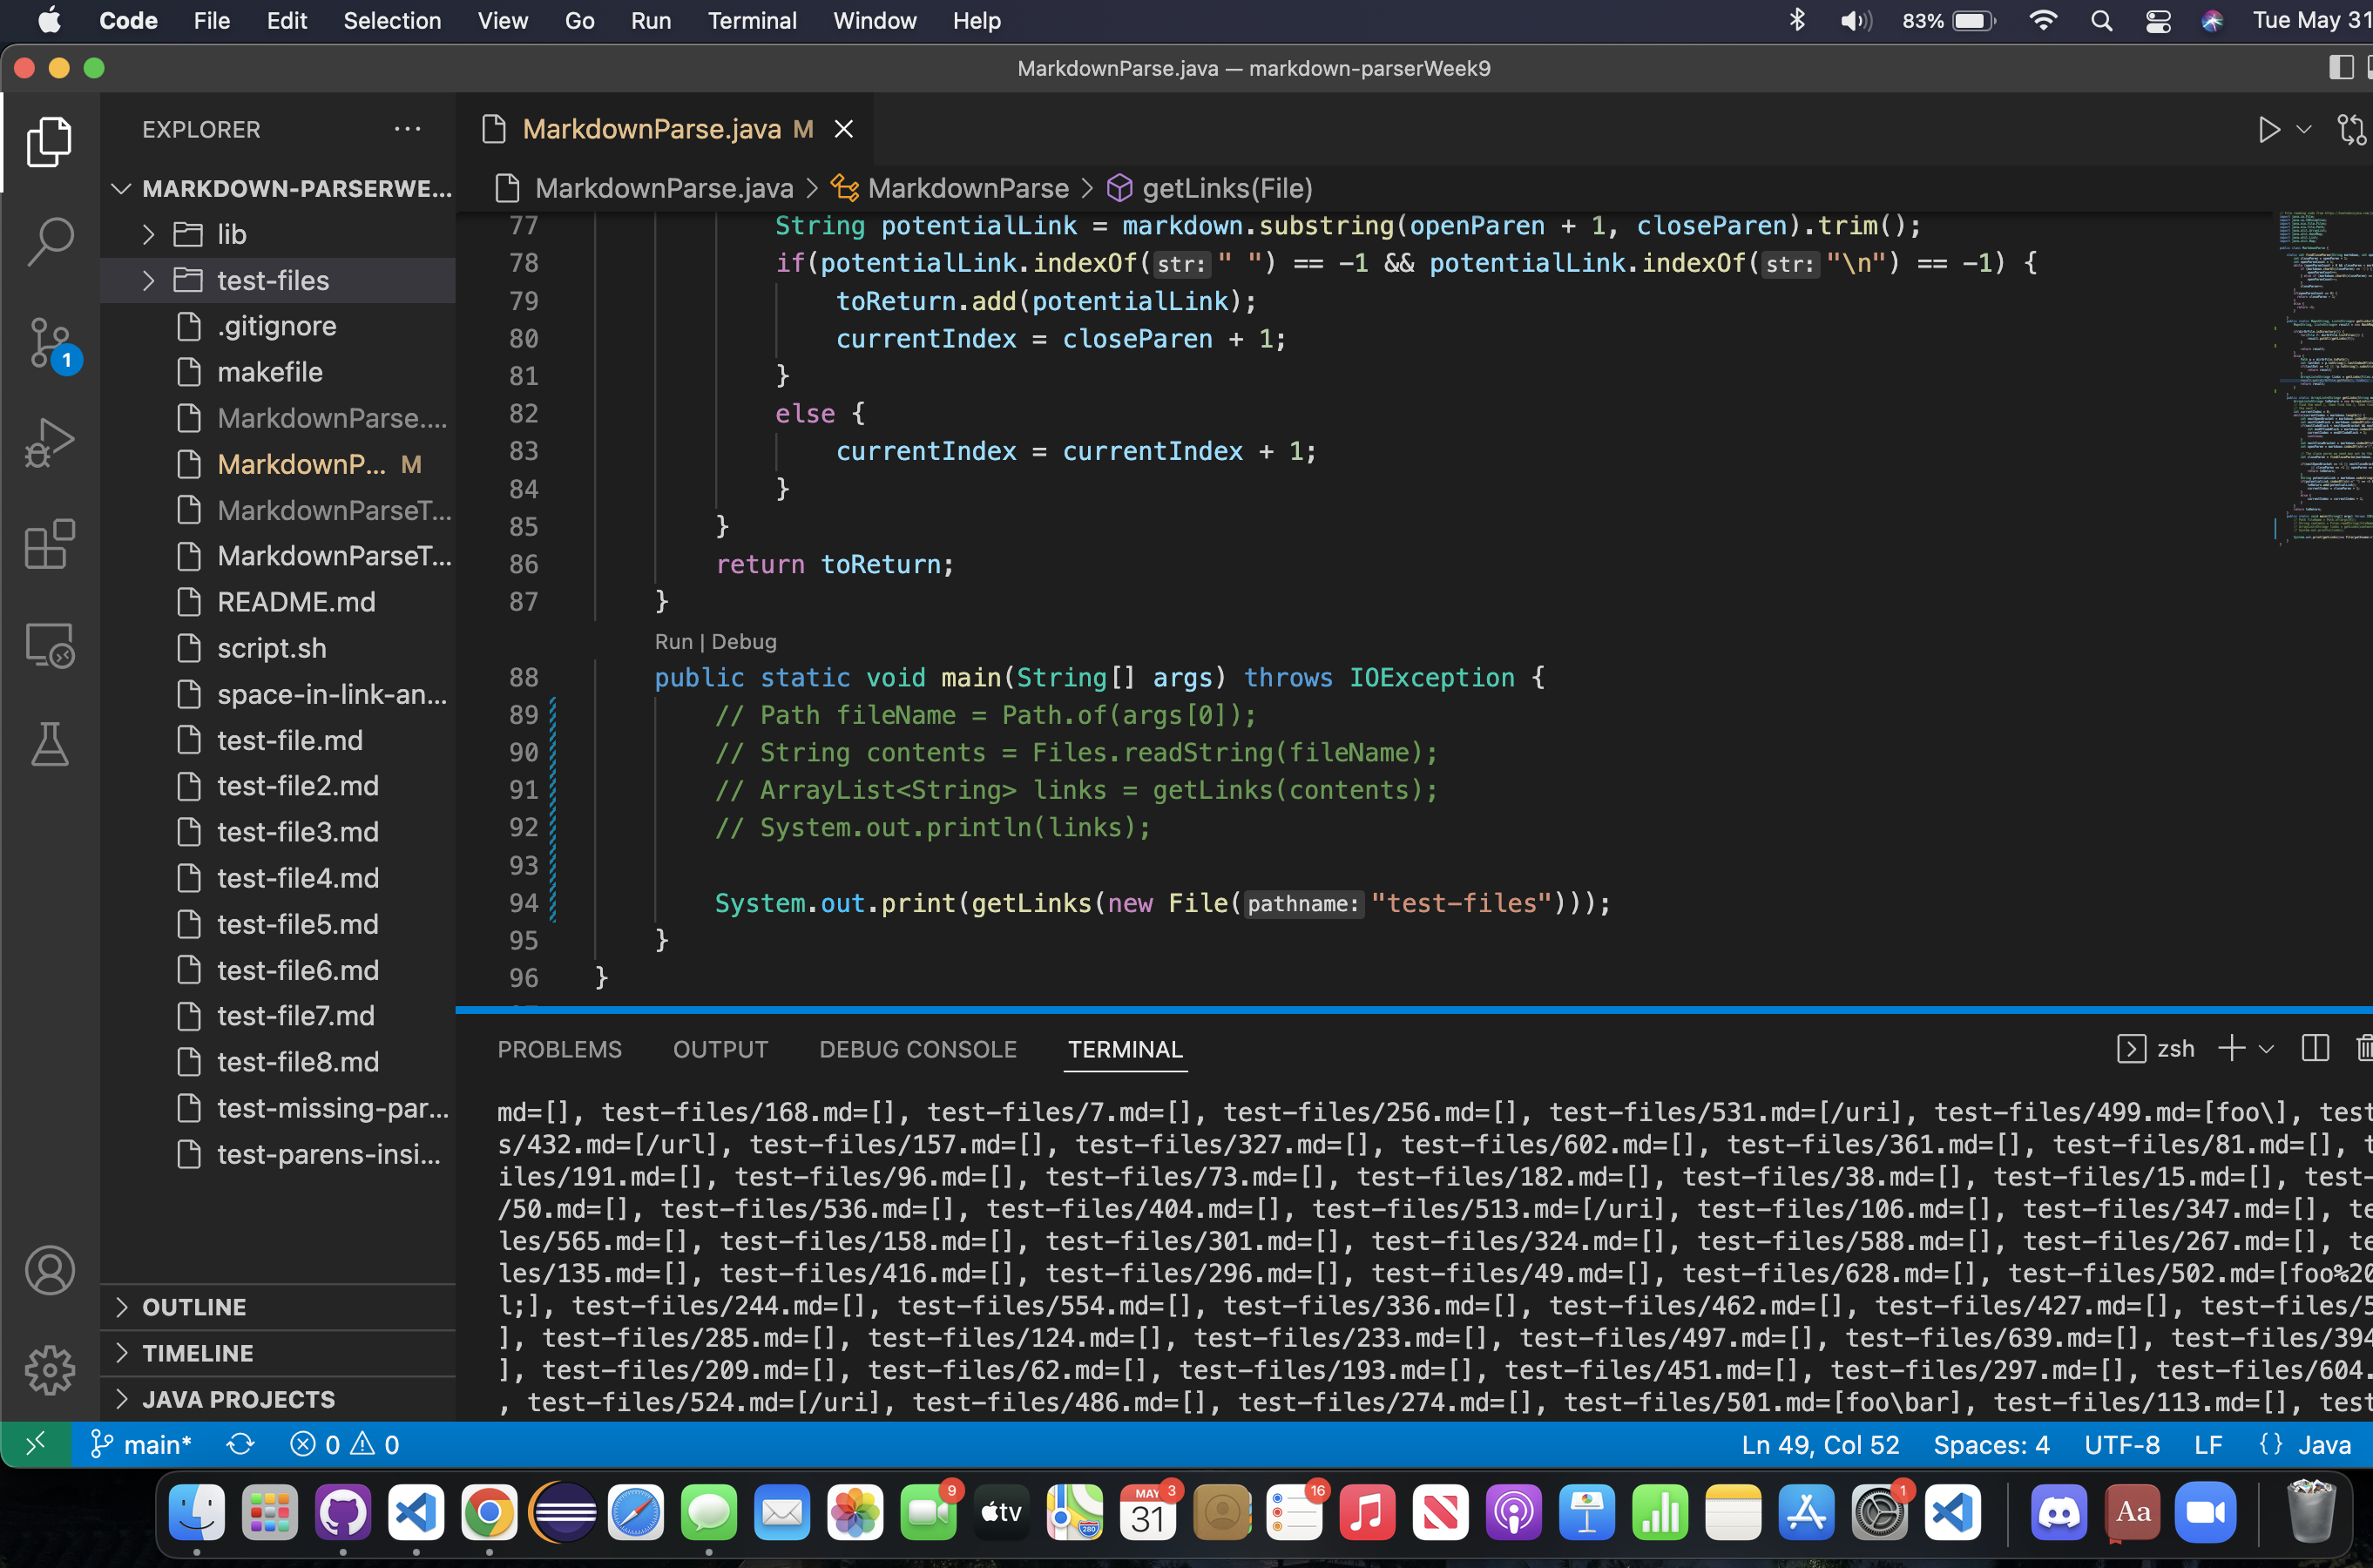 Code File Edit Selection View Go Run Terminal Window Help 83% Tue May 31
MarkdownParse.java — markdown-parserWeek9
EXPLORER ···
MARKDOWN-PARSERWE...
lib
test-files
.gitignore
makefile
MarkdownParse....
MarkdownP... M
MarkdownParseT...
MarkdownParseT...
README.md
script.sh
space-in-link-an...
test-file.md
test-file2.md
test-file3.md
test-file4.md
test-file5.md
test-file6.md
test-file7.md
test-file8.md
test-missing-par...
test-parens-insi...
OUTLINE
TIMELINE
JAVA PROJECTS
1
MarkdownParse.java M
MarkdownParse.java > MarkdownParse > getLinks(File)
77 String potentialLink = markdown.substring(openParen + 1, closeParen).trim();
78 if(potentialLink.indexOf(str:" ") == -1 && potentialLink.indexOf(str:"\n") == -1) {
79 toReturn.add(potentialLink);
80 currentIndex = closeParen + 1;
81 }
82 else {
83 currentIndex = currentIndex + 1;
84 }
85 }
86 return toReturn;
87 }
Run | Debug
88 public static void main(String[] args) throws IOException {
89 // Path fileName = Path.of(args[0]);
90 // String contents = Files.readString(fileName);
91 // ArrayList<String> links = getLinks(contents);
92 // System.out.println(links);
93
94 System.out.print(getLinks(new File(pathname:"test-files")));
95 }
96 }
PROBLEMS OUTPUT DEBUG CONSOLE TERMINAL zsh
md=[], test-files/168.md=[], test-files/7.md=[], test-files/256.md=[], test-files/531.md=[/uri], test-files/499.md=[foo\], tes
s/432.md=[/url], test-files/157.md=[], test-files/327.md=[], test-files/602.md=[], test-files/361.md=[], test-files/81.md=[], t
iles/191.md=[], test-files/96.md=[], test-files/73.md=[], test-files/182.md=[], test-files/38.md=[], test-files/15.md=[], test-
/50.md=[], test-files/536.md=[], test-files/404.md=[], test-files/513.md=[/uri], test-files/106.md=[], test-files/347.md=[], te
les/565.md=[], test-files/158.md=[], test-files/301.md=[], test-files/324.md=[], test-files/588.md=[], test-files/267.md=[], te
les/135.md=[], test-files/416.md=[], test-files/296.md=[], test-files/49.md=[], test-files/628.md=[], test-files/502.md=[foo%20
l;], test-files/244.md=[], test-files/554.md=[], test-files/336.md=[], test-files/462.md=[], test-files/427.md=[], test-files/5
], test-files/285.md=[], test-files/124.md=[], test-files/233.md=[], test-files/497.md=[], test-files/639.md=[], test-files/394
], test-files/209.md=[], test-files/62.md=[], test-files/193.md=[], test-files/451.md=[], test-files/297.md=[], test-files/604.
, test-files/524.md=[/uri], test-files/486.md=[], test-files/274.md=[], test-files/501.md=[foo\bar], test-files/113.md=[], test
main* 0 0 Ln 49, Col 52 Spaces: 4 UTF-8 LF {} Java
9 tv MAY 31 3 280 16 1 Aa